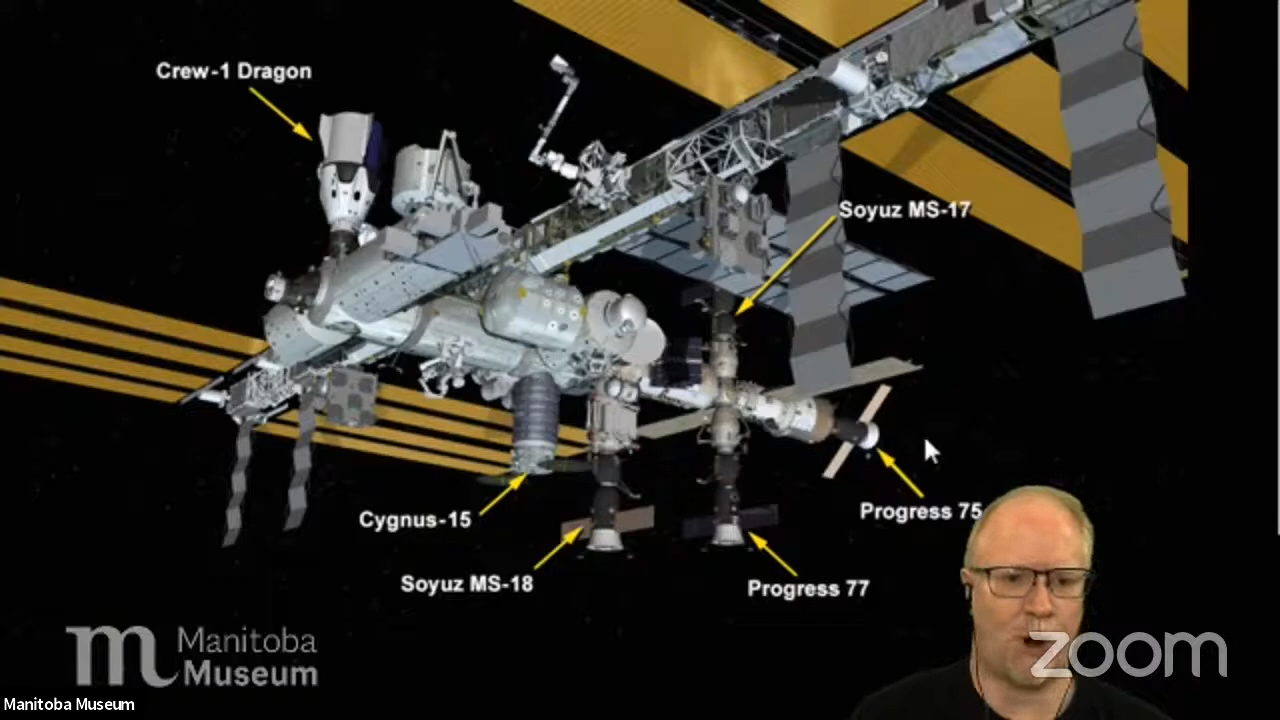 Crew-1 Dragon
Soyuz MS-17
Progress 75
Cygnus-15
Soyuz MS-18
Progress 77
m Manitoba
Museum
zoom
Manitoba Museum